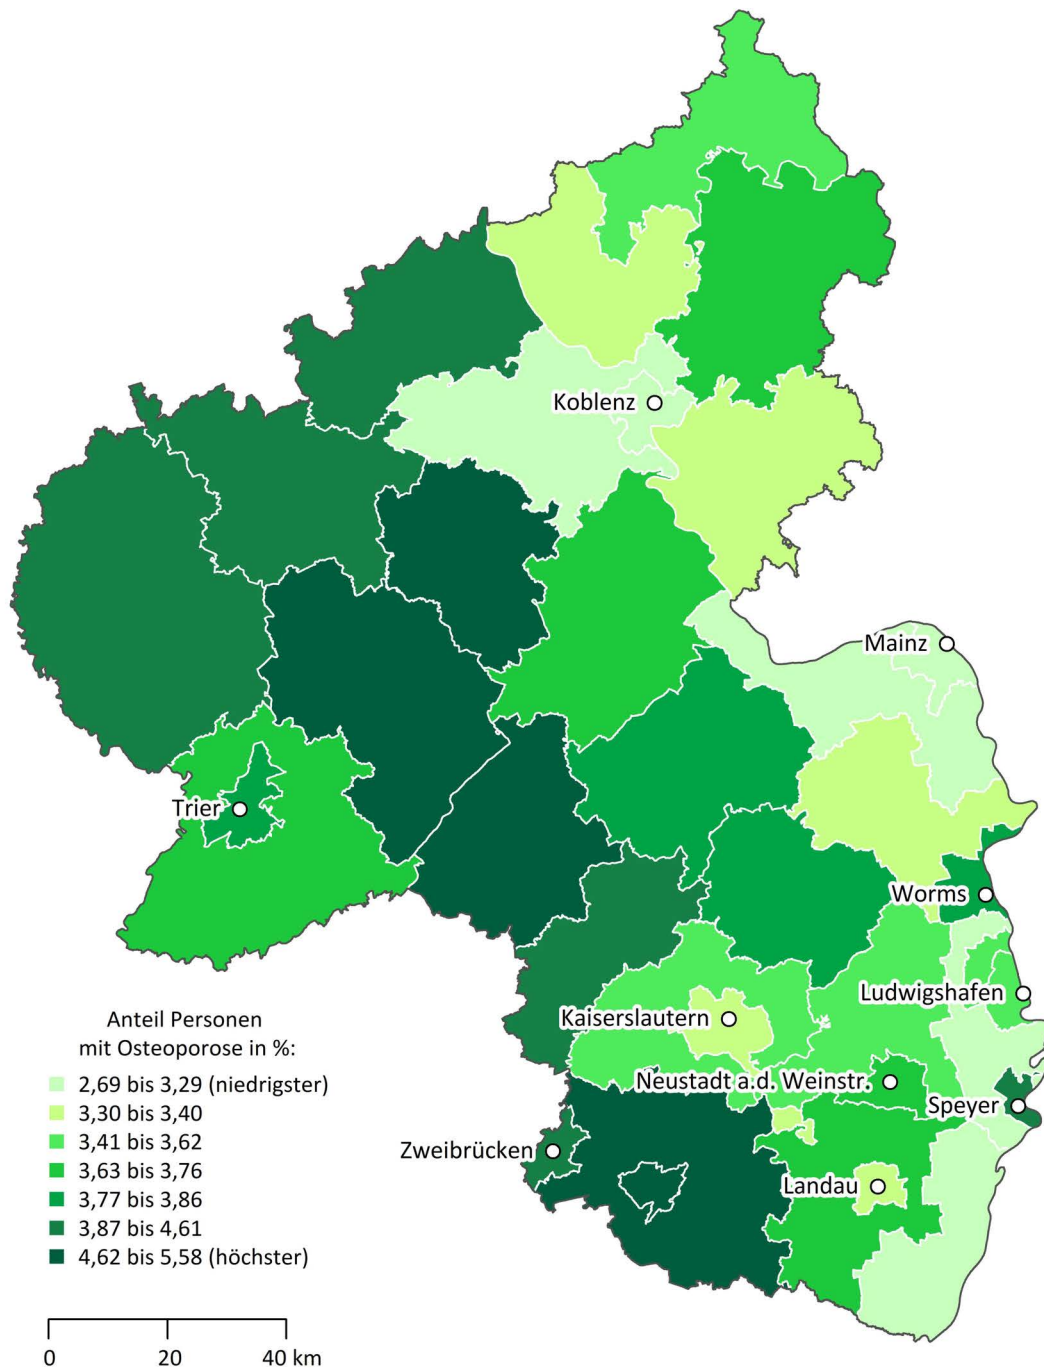 Koblenz
Mainz
Trier
Worms
Ludwigshafen
Kaiserslautern
Neustadt a.d. Weinstr.
Speyer
Zweibrücken
Landau
Anteil Personen
mit Osteoporose in %:
2,69 bis 3,29 (niedrigster)
3,30 bis 3,40
3,41 bis 3,62
3,63 bis 3,76
3,77 bis 3,86
3,87 bis 4,61
4,62 bis 5,58 (höchster)
0 20 40 km